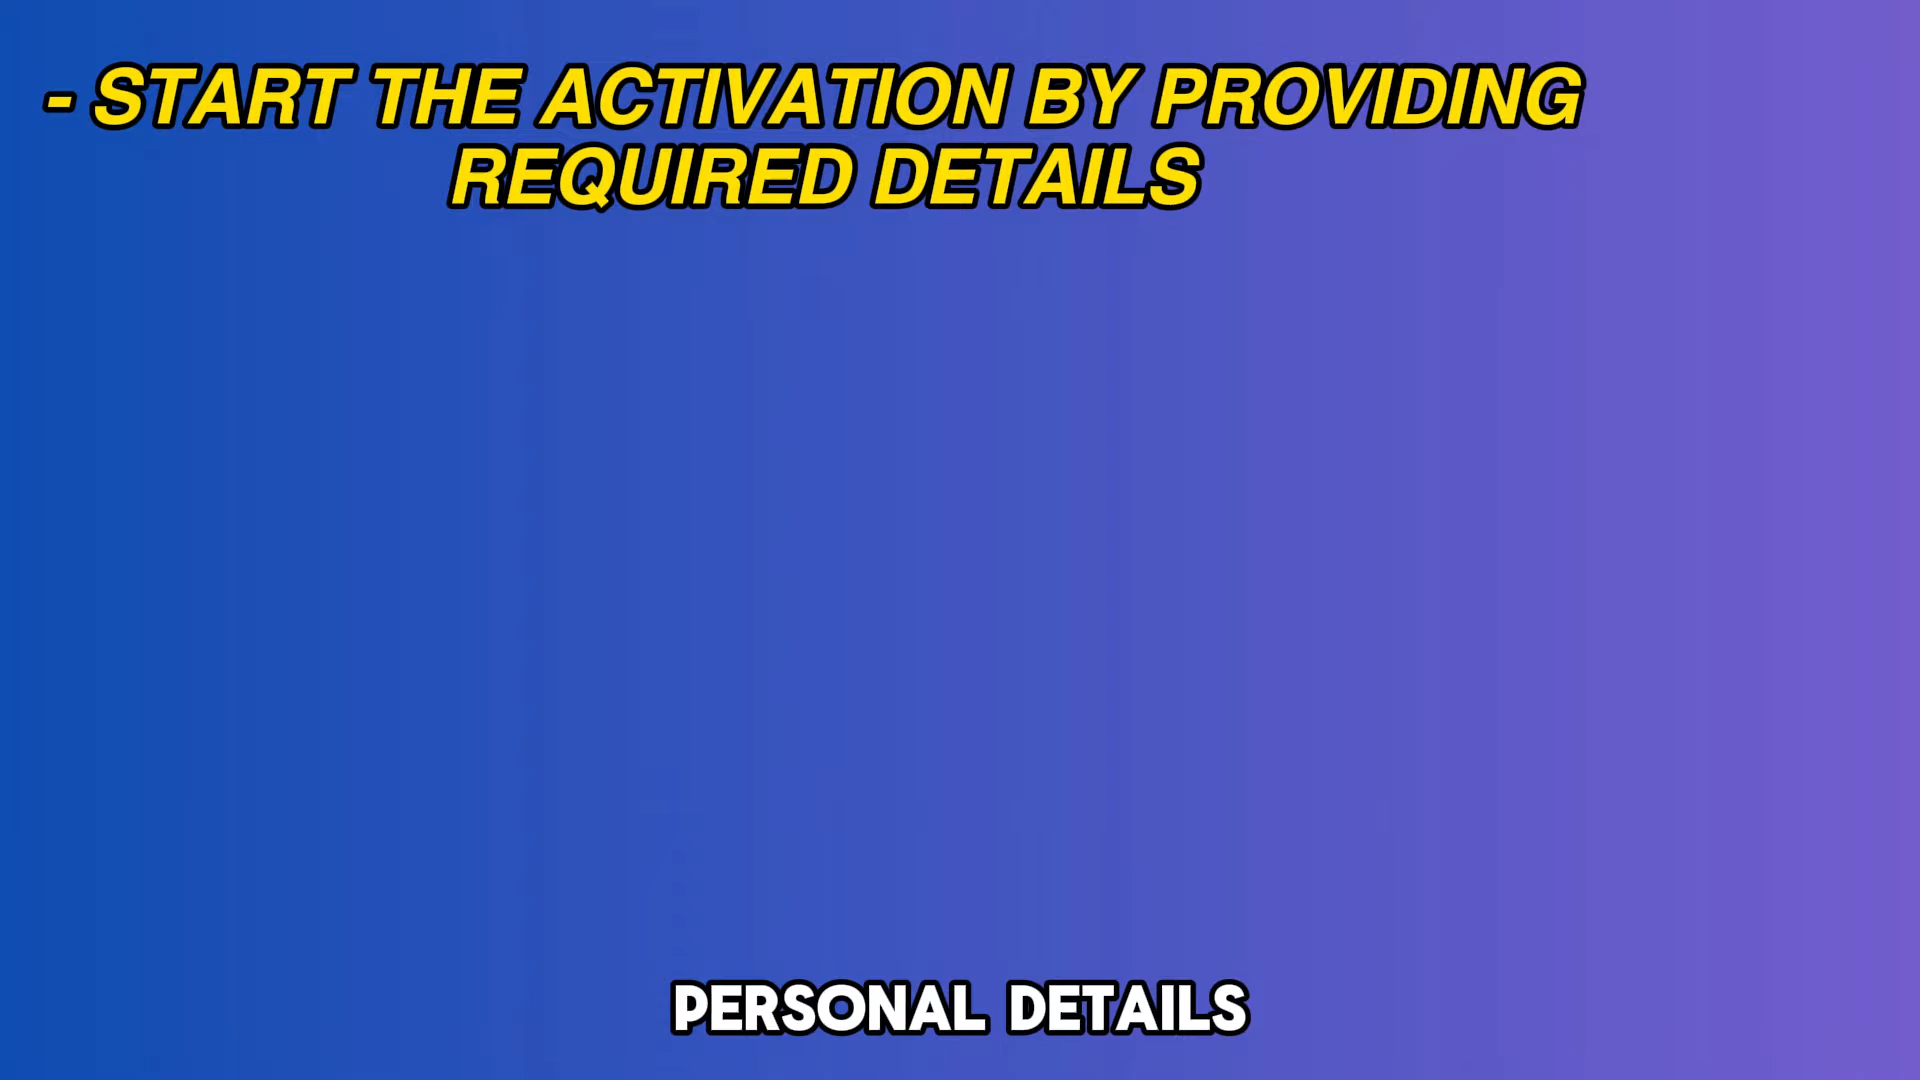 - START THE ACTIVATION BY PROVIDING
REQUIRED DETAILS
PERSONAL DETAILS